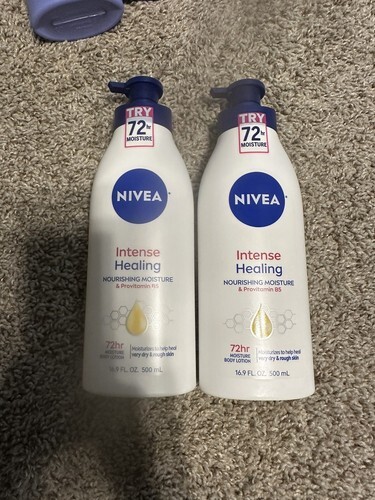 TRY
72hr
MOISTURE
NIVEA
Intense
Healing
NOURISHING MOISTURE
& Provitamin B5
72hr
MOISTURE
BODY LOTION
Moisturizes to help heal
very dry & rough skin
16.9 FL. OZ. 500 mL
TRY
72hr
MOISTURE
NIVEA
Intense
Healing
NOURISHING MOISTURE
& Provitamin B5
72hr
MOISTURE
BODY LOTION
Moisturizes to help heal
very dry & rough skin
16.9 FL. OZ. 500 mL